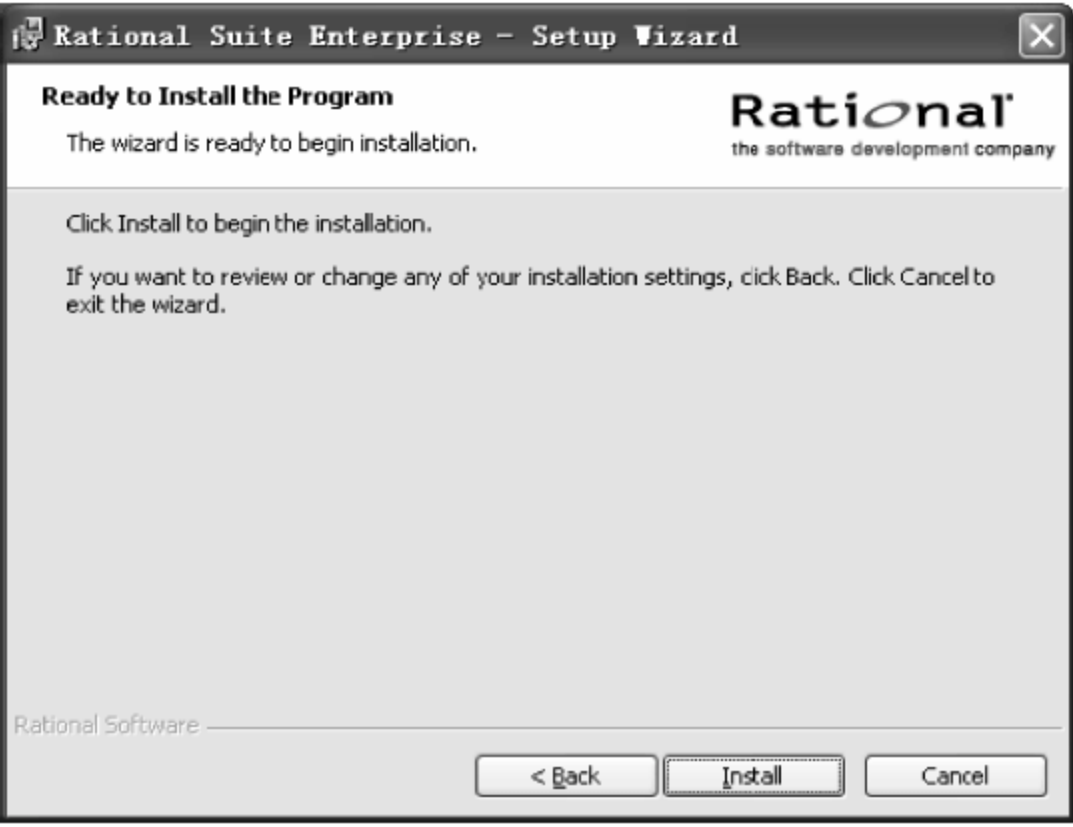 Rational Suite Enterprise - Setup Wizard
Ready to Install the Program
The wizard is ready to begin installation.
Rational
the software development company
Click Install to begin the installation.
If you want to review or change any of your installation settings, click Back. Click Cancel to
exit the wizard.
Rational Software
< Back
Install
Cancel